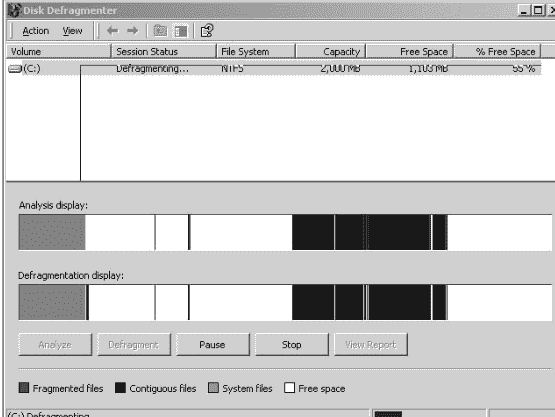 Disk Defragmenter
Action View
Volume Session Status File System Capacity Free Space % Free Space
(C:) Defragmenting... NTFS 2,000 MB 1,103 MB 55 %
Analysis display:
Defragmentation display:
Analyze Defragment Pause Stop View Report
Fragmented files Contiguous files System files Free space
(C:) Defragmenting